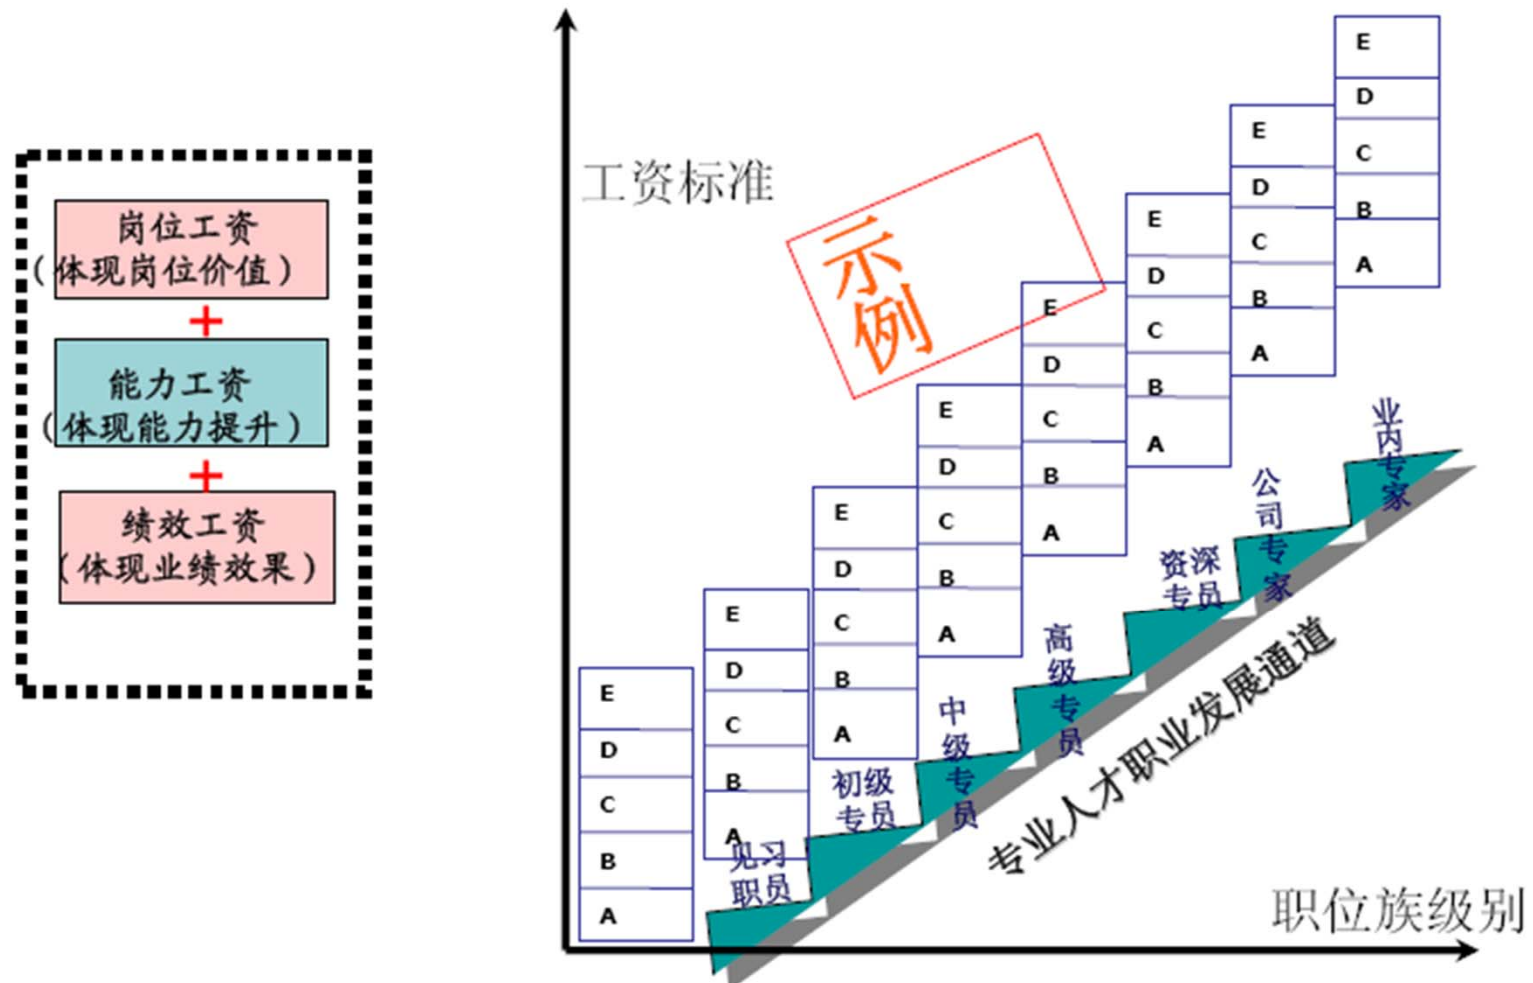 岗位工资
（体现岗位价值）
+
能力工资
（体现能力提升）
+
绩效工资
（体现业绩效果）
工资标准
示例
E
D
C
B
A
E
D
C
B
A
E
D
C
B
A
E
D
C
B
A
E
D
C
B
A
E
D
C
B
A
E
D
C
B
A
E
D
C
B
A
见习
职员
初级
专员
中级专员
高级专员
资深
专员
公司专家
业内专家
专业人才职业发展通道
职位族级别